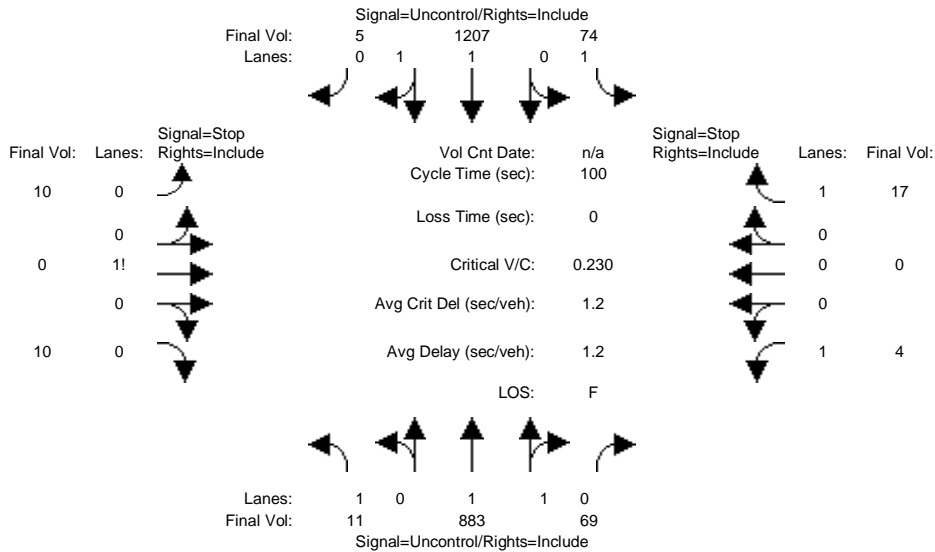 Signal=Uncontrol/Rights=Include
Final Vol: 5 1207 74
Lanes: 0 1 1 0 1
Signal=Stop Signal=Stop
Final Vol: Lanes: Rights=Include Vol Cnt Date: n/a Rights=Include Lanes: Final Vol:
Cycle Time (sec): 100
10 0 1 17
Loss Time (sec): 0
0 0
0 1! Critical V/C: 0.230 0 0
0 Avg Crit Del (sec/veh): 1.2 0
10 0 Avg Delay (sec/veh): 1.2 1 4
LOS: F
Lanes: 1 0 1 1 0
Final Vol: 11 883 69
Signal=Uncontrol/Rights=Include